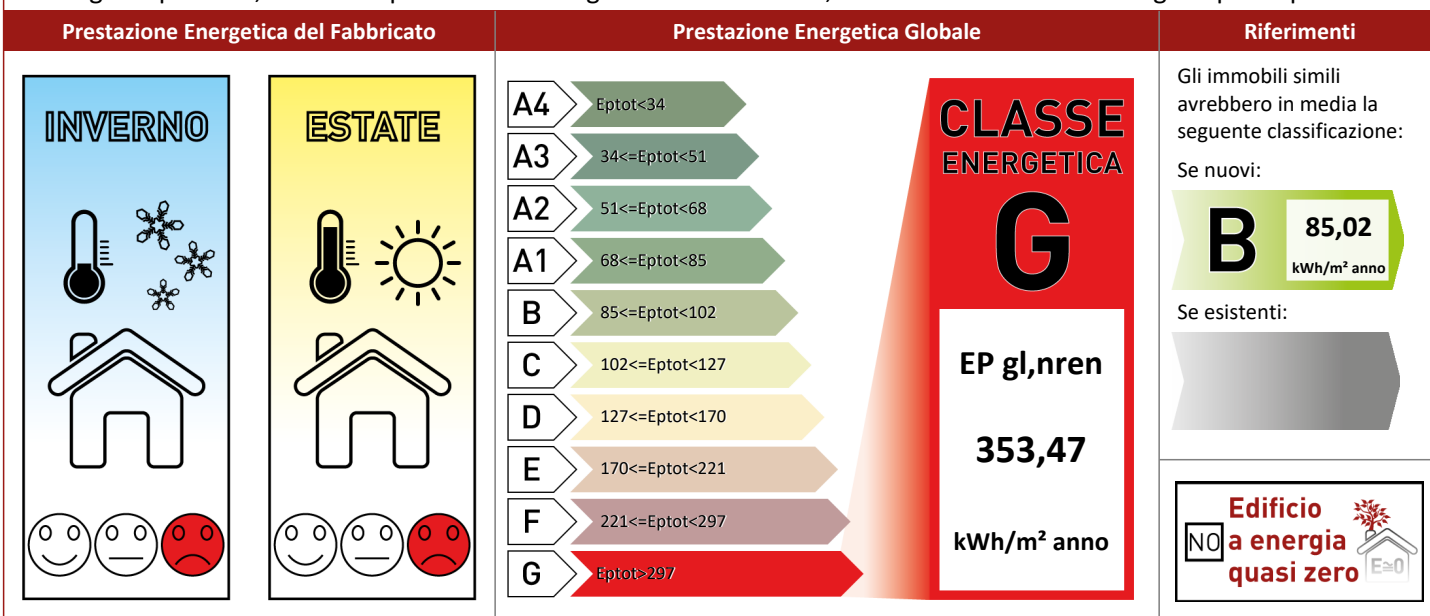 Prestazione Energetica del Fabbricato
Prestazione Energetica Globale
Riferimenti
INVERNO
ESTATE
A4 Eptot<34
A3 34<=Eptot<51
A2 51<=Eptot<68
A1 68<=Eptot<85
B 85<=Eptot<102
C 102<=Eptot<127
D 127<=Eptot<170
E 170<=Eptot<221
F 221<=Eptot<297
G Eptot>297
CLASSE
ENERGETICA
G
EP gl,nren
353,47
kWh/m² anno
Gli immobili simili
avrebbero in media la
seguente classificazione:
Se nuovi:
B 85,02
kWh/m² anno
Se esistenti:
Edificio
NO a energia
quasi zero
E≅0